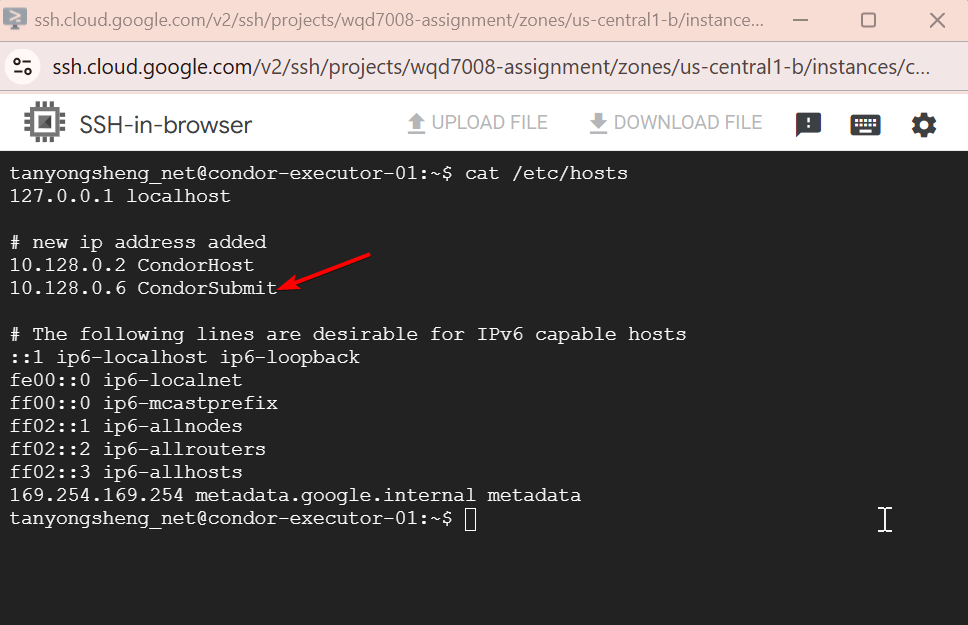 ssh.cloud.google.com/v2/ssh/projects/wqd7008-assignment/zones/us-central1-b/instance...
ssh.cloud.google.com/v2/ssh/projects/wqd7008-assignment/zones/us-central1-b/instances/c...
SSH-in-browser
UPLOAD FILE
DOWNLOAD FILE
tanyongsheng_net@condor-executor-01:~$ cat /etc/hosts
127.0.0.1 localhost
# new ip address added
10.128.0.2 CondorHost
10.128.0.6 CondorSubmit
# The following lines are desirable for IPv6 capable hosts
::1 ip6-localhost ip6-loopback
fe00::0 ip6-localnet
ff00::0 ip6-mcastprefix
ff02::1 ip6-allnodes
ff02::2 ip6-allrouters
ff02::3 ip6-allhosts
169.254.169.254 metadata.google.internal metadata
tanyongsheng_net@condor-executor-01:~$